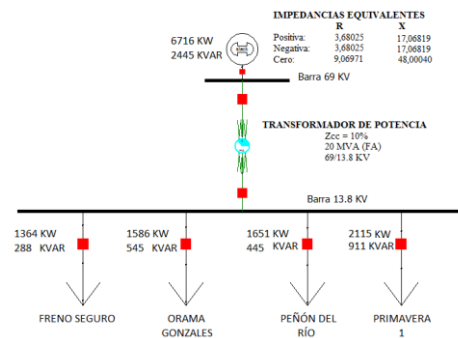 IMPEDANCIAS EQUIVALENTES
R X
Positiva: 3,68025 17,06819
Negativa: 3,68025 17,06819
Cero: 9,06971 48,00040
6716 KW
2445 KVAR
Barra 69 KV
TRANSFORMADOR DE POTENCIA
Zcc = 10%
20 MVA (FA)
69/13.8 KV
Barra 13.8 KV
1364 KW 1586 KW 1651 KW 2115 KW
288 KVAR 545 KVAR 445 KVAR 911 KVAR
FRENO SEGURO ORAMA PEÑÓN DEL PRIMAVERA
GONZALES RÍO 1